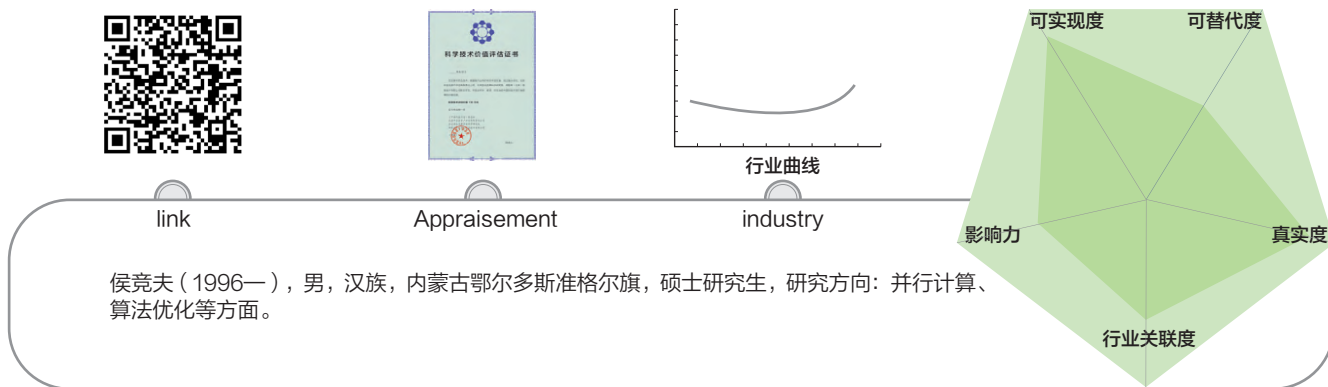 科学技术价值评估证书
行业曲线
可实现度
可替代度
影响力
真实度
行业关联度
link
Appraisement
industry
侯竞夫（1996—），男，汉族，内蒙古鄂尔多斯准格尔旗，硕士研究生，研究方向：并行计算、
算法优化等方面。